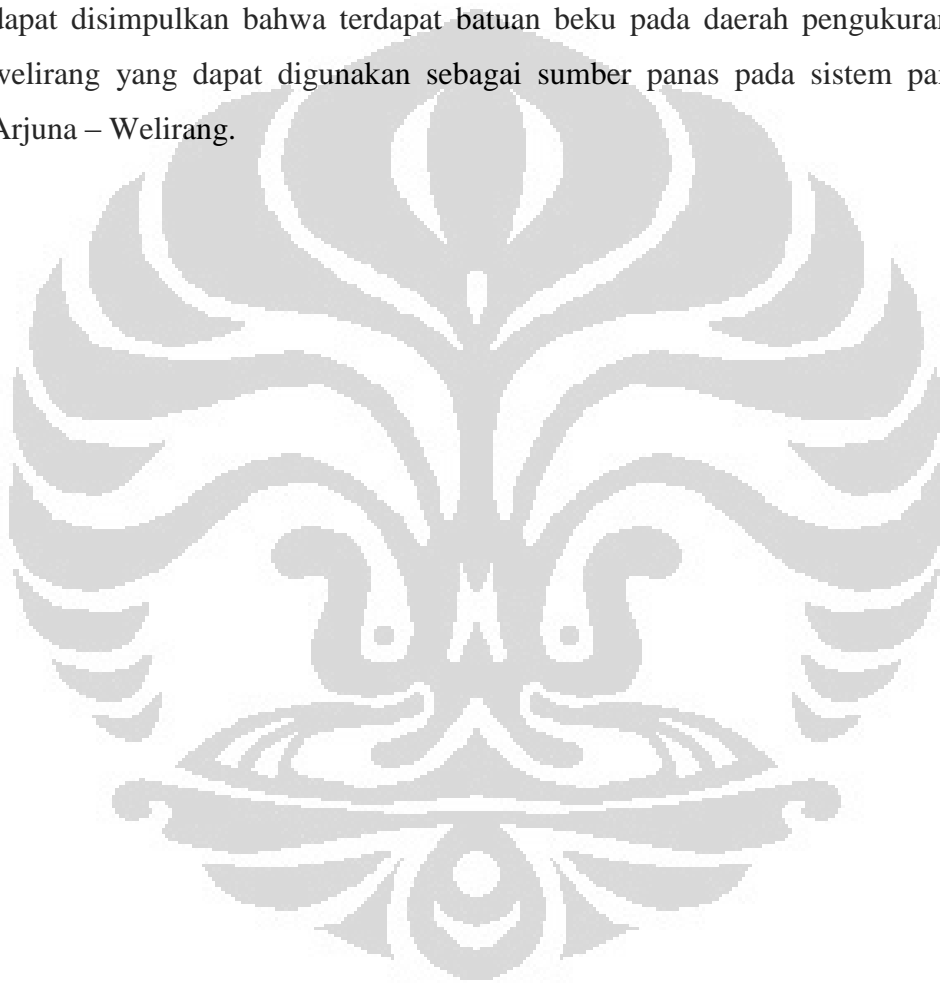 dapat disimpulkan bahwa terdapat batuan beku pada daerah pengukuran
welirang yang dapat digunakan sebagai sumber panas pada sistem
Arjuna – Welirang.